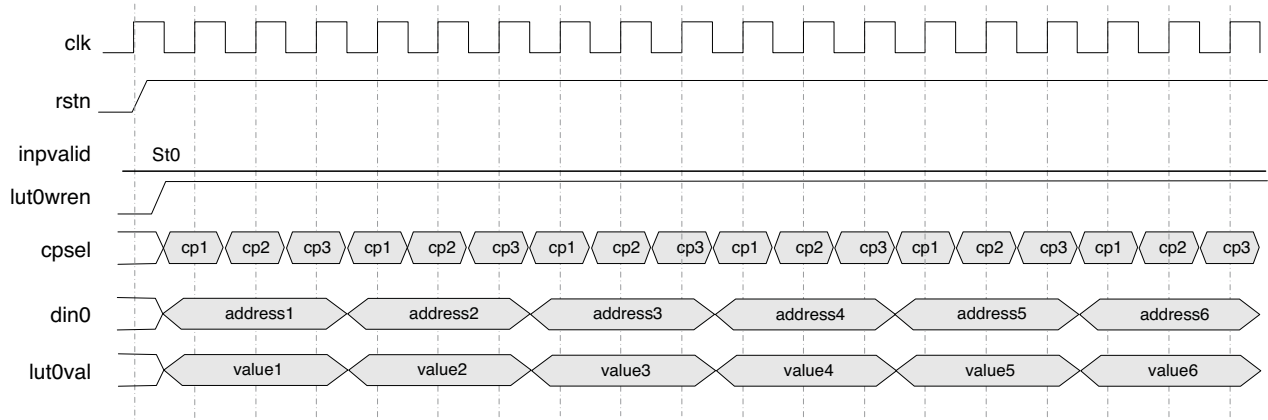 clk
rstn
inpvalid St0
lut0wren
cpsel cp1 cp2 cp3 cp1 cp2 cp3 cp1 cp2 cp3 cp1 cp2 cp3 cp1 cp2 cp3 cp1 cp2 cp3
din0 address1 address2 address3 address4 address5 address6
lut0val value1 value2 value3 value4 value5 value6